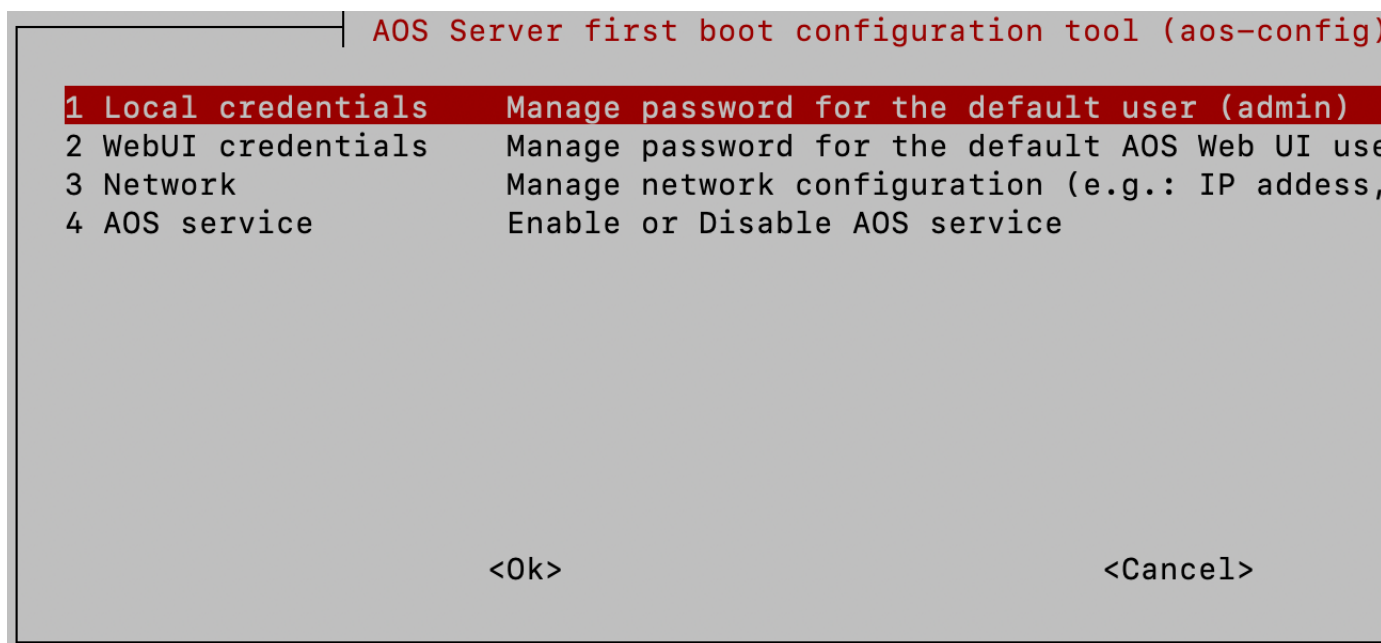 AOS Server first boot configuration tool (aos-config)
1 Local credentials Manage password for the default user (admin)
2 WebUI credentials Manage password for the default AOS Web UI use
3 Network Manage network configuration (e.g.: IP addess,
4 AOS service Enable or Disable AOS service
<Ok> <Cancel>